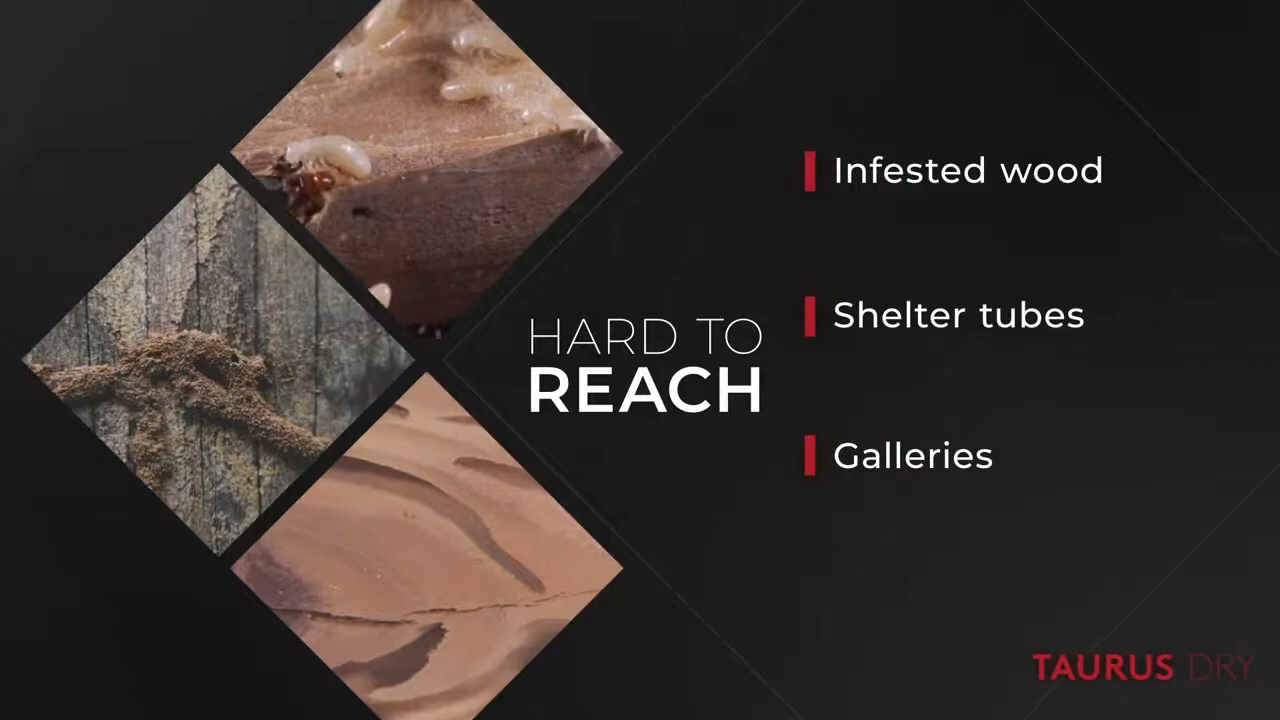 HARD TO
REACH
Infested wood
Shelter tubes
Galleries
TAURUS DRY